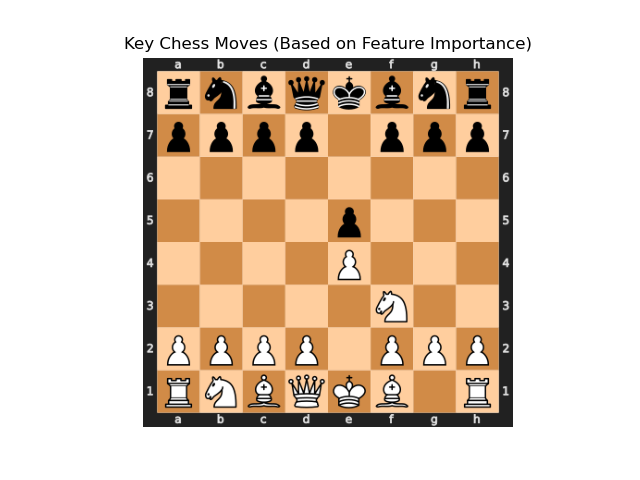 Key Chess Moves (Based on Feature Importance)
a b c d e f g h
8 8
7 7
6 6
5 5
4 4
3 3
2 2
1 1
a b c d e f g h